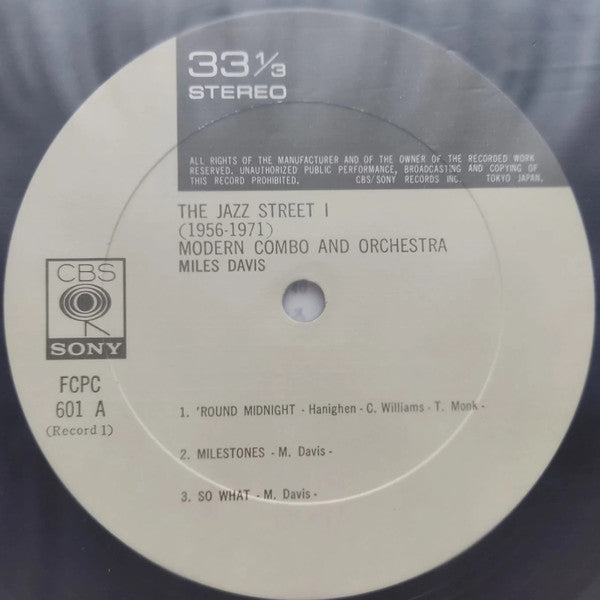 33 1/3
STEREO
ALL RIGHTS OF THE MANUFACTURER AND OF THE OWNER OF THE RECORDED WORK
RESERVED. UNAUTHORIZED PUBLIC PERFORMANCE, BROADCASTING AND COPYING OF
THIS RECORD PROHIBITED. CBS/SONY RECORDS INC. TOKYO JAPAN.
THE JAZZ STREET I
(1956-1971)
MODERN COMBO AND ORCHESTRA
MILES DAVIS
CBS
SONY
FCPC
601 A
(Record 1)
1. 'ROUND MIDNIGHT - Hanighen - C. Williams - T. Monk -
2. MILESTONES - M. Davis -
3. SO WHAT - M. Davis -